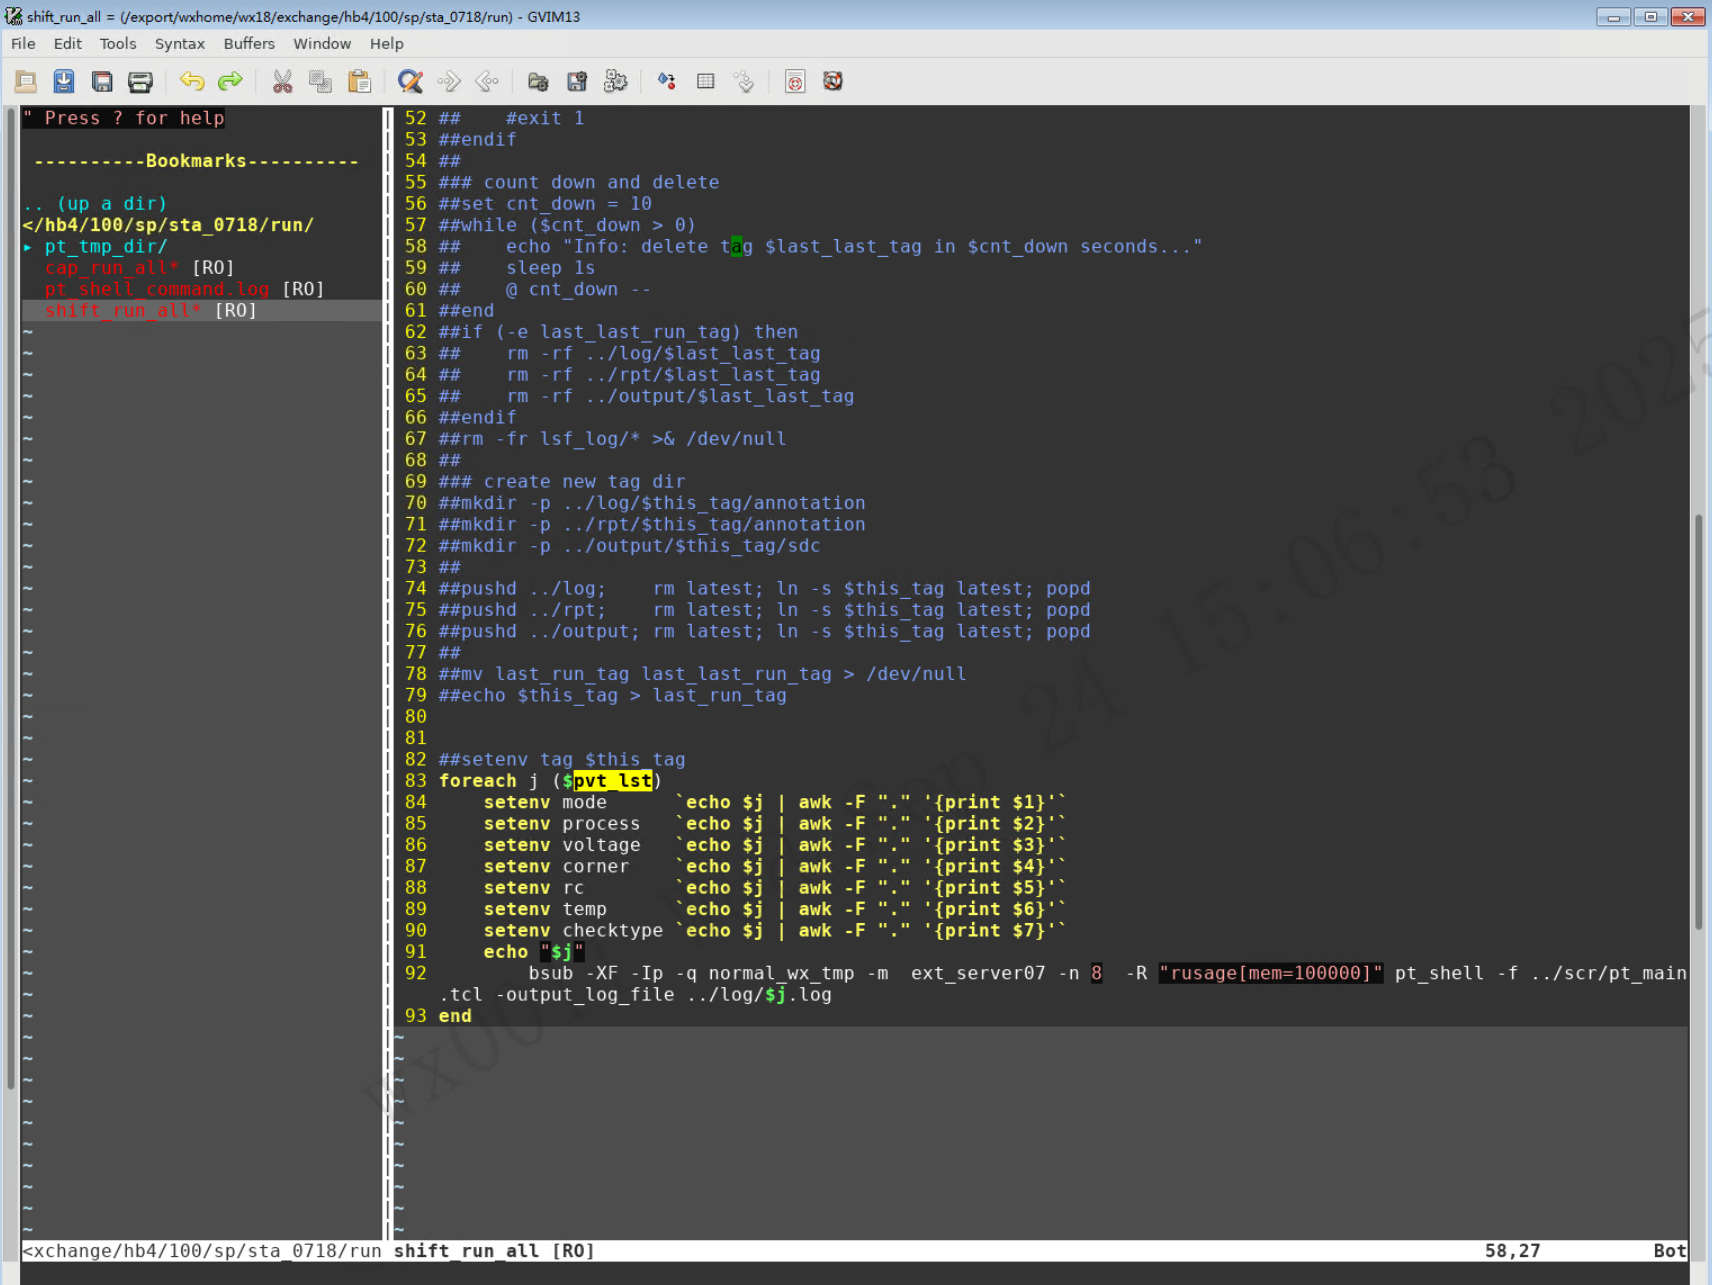 shift_run_all = (/export/wxhome/wx18/exchange/hb4/100/sp/sta_0718/run) - GVIM13
File Edit Tools Syntax Buffers Window Help
" Press ? for help
----------Bookmarks----------
.. (up a dir)
</hb4/100/sp/sta_0718/run/
▸ pt_tmp_dir/
cap_run_all* [RO]
pt_shell_command.log [RO]
shift_run_all* [RO]
52 ##    #exit 1
53 ##endif
54 ##
55 ### count down and delete
56 ##set cnt_down = 10
57 ##while ($cnt_down > 0)
58 ##    echo "Info: delete tag $last_last_tag in $cnt_down seconds..."
59 ##    sleep 1s
60 ##    @ cnt_down --
61 ##end
62 ##if (-e last_last_run_tag) then
63 ##    rm -rf ../log/$last_last_tag
64 ##    rm -rf ../rpt/$last_last_tag
65 ##    rm -rf ../output/$last_last_tag
66 ##endif
67 ##rm -fr lsf_log/* >& /dev/null
68 ##
69 ### create new tag dir
70 ##mkdir -p ../log/$this_tag/annotation
71 ##mkdir -p ../rpt/$this_tag/annotation
72 ##mkdir -p ../output/$this_tag/sdc
73 ##
74 ##pushd ../log;    rm latest; ln -s $this_tag latest; popd
75 ##pushd ../rpt;    rm latest; ln -s $this_tag latest; popd
76 ##pushd ../output; rm latest; ln -s $this_tag latest; popd
77 ##
78 ##mv last_run_tag last_last_run_tag > /dev/null
79 ##echo $this_tag > last_run_tag
80
81
82 ##setenv tag $this_tag
83 foreach j ($pvt_lst)
84     setenv mode      `echo $j | awk -F "." '{print $1}'`
85     setenv process   `echo $j | awk -F "." '{print $2}'`
86     setenv voltage   `echo $j | awk -F "." '{print $3}'`
87     setenv corner    `echo $j | awk -F "." '{print $4}'`
88     setenv rc        `echo $j | awk -F "." '{print $5}'`
89     setenv temp      `echo $j | awk -F "." '{print $6}'`
90     setenv checktype `echo $j | awk -F "." '{print $7}'`
91     echo "$j"
92         bsub -XF -Ip -q normal_wx_tmp -m  ext_server07 -n 8  -R "rusage[mem=100000]" pt_shell -f ../scr/pt_main
.tcl -output_log_file ../log/$j.log
93 end
<xchange/hb4/100/sp/sta_0718/run shift_run_all [RO] 58,27 Bot
24 15:06:53 2025